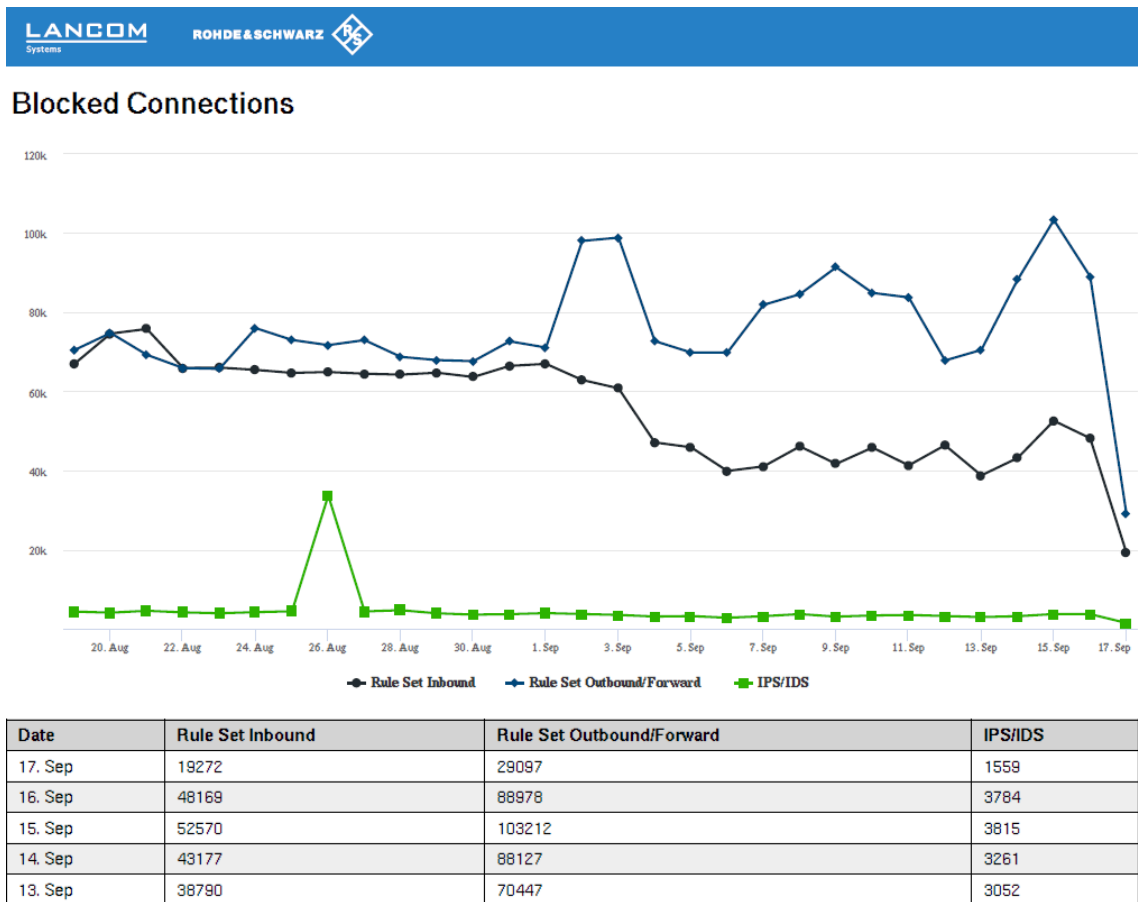 LANCOM
Systems
ROHDE&SCHWARZ
R&S
Blocked Connections
120k
100k
80k
60k
40k
20k
20. Aug 22. Aug 24. Aug 26. Aug 28. Aug 30. Aug 1. Sep 3. Sep 5. Sep 7. Sep 9. Sep 11. Sep 13. Sep 15. Sep 17. Sep
Rule Set Inbound Rule Set Outbound/Forward IPS/IDS
Date Rule Set Inbound Rule Set Outbound/Forward IPS/IDS
17. Sep 19272 29097 1559
16. Sep 48169 88978 3784
15. Sep 52570 103212 3815
14. Sep 43177 88127 3261
13. Sep 38790 70447 3052